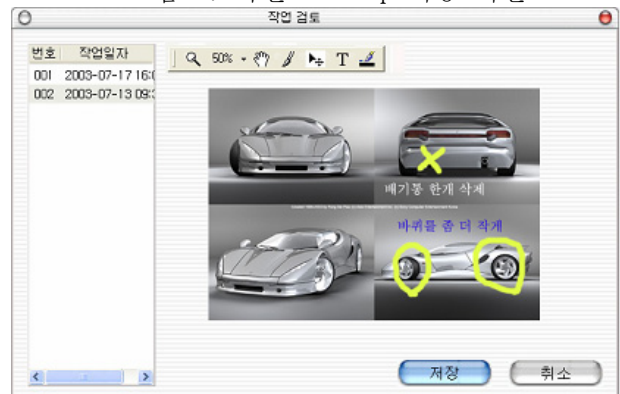 작업 검토
번호 작업일자
001 2003-07-17 16:0
002 2003-07-13 09:3
50%
T
배기통 한개 삭제
바퀴를 좀 더 작게
저장 취소